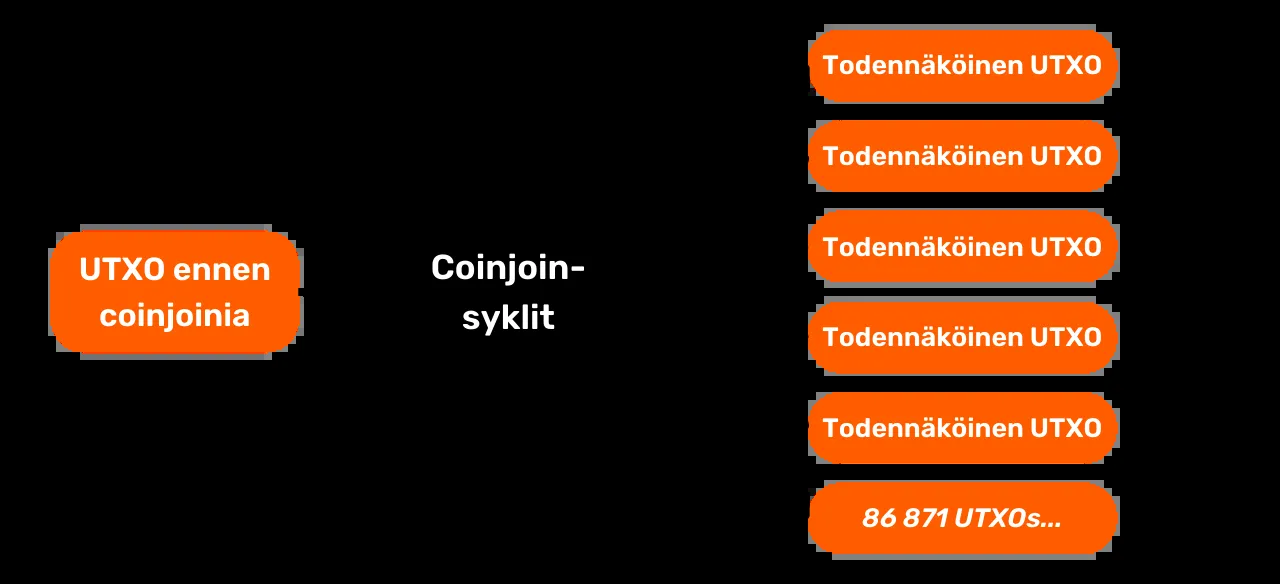 UTXO ennen
coinjoinia
Coinjoin-
syklit
Todennäköinen UTXO
Todennäköinen UTXO
Todennäköinen UTXO
Todennäköinen UTXO
Todennäköinen UTXO
86 871 UTXOs...